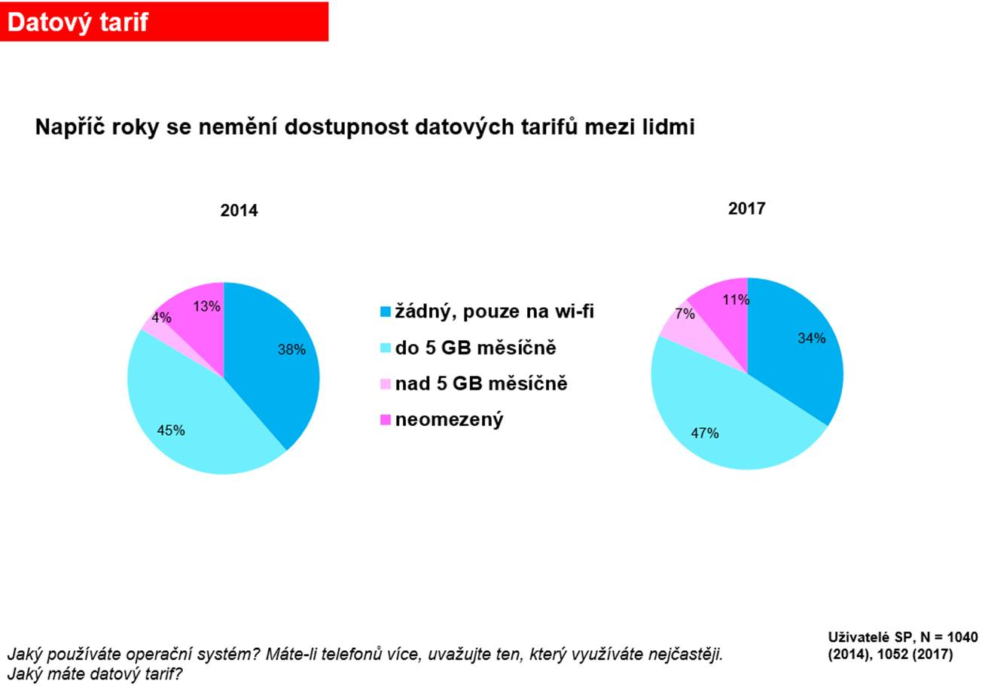 Datový tarif
Napříč roky se nemění dostupnost datových tarifů mezi lidmi
2014
2017
13%
4%
38%
45%
žádný, pouze na wi-fi
do 5 GB měsíčně
nad 5 GB měsíčně
neomezený
11%
7%
34%
47%
Uživatelé SP, N = 1040
(2014), 1052 (2017)
Jaký používáte operační systém? Máte-li telefonů více, uvažujte ten, který využíváte nejčastěji.
Jaký máte datový tarif?